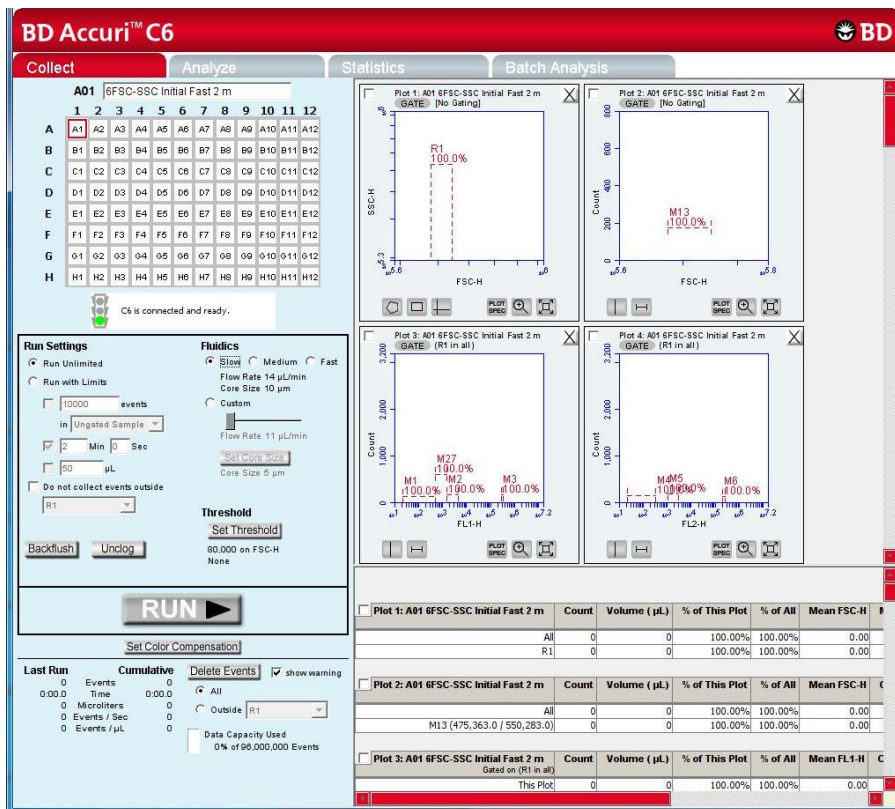 BD Accuri™ C6
BD
Collect
Analyze
Statistics
Batch Analysis
A01 6FSC-SSC Initial Fast 2 m
1 2 3 4 5 6 7 8 9 10 11 12
A A1 A2 A3 A4 A5 A6 A7 A8 A9 A10 A11 A12
B B1 B2 B3 B4 B5 B6 B7 B8 B9 B10 B11 B12
C C1 C2 C3 C4 C5 C6 C7 C8 C9 C10 C11 C12
D D1 D2 D3 D4 D5 D6 D7 D8 D9 D10 D11 D12
E E1 E2 E3 E4 E5 E6 E7 E8 E9 E10 E11 E12
F F1 F2 F3 F4 F5 F6 F7 F8 F9 F10 F11 F12
G G1 G2 G3 G4 G5 G6 G7 G8 G9 G10 G11 G12
H H1 H2 H3 H4 H5 H6 H7 H8 H9 H10 H11 H12
C6 is connected and ready.
Run Settings
Run Unlimited
Run with Limits
10000 events
in Ungated Sample
2 Min 0 Sec
50 µL
Do not collect events outside
R1
Backflush Unclog
Fluidics
Slow Medium Fast
Flow Rate 14 µL/min
Core Size 10 µm
Custom
Flow Rate 11 µL/min
Set Core Size
Core Size 5 µm
Threshold
Set Threshold
80,000 on FSC-H
None
RUN
Set Color Compensation
Last Run Cumulative
0 Events 0
0:00.0 Time 0:00.0
0 Microliters 0
0 Events / Sec 0
0 Events / µL 0
Delete Events show warning
All
Outside R1
Data Capacity Used
0% of 96,000,000 Events
Plot 1: A01 6FSC-SSC Initial Fast 2 m
GATE [No Gating]
R1
100.0%
SSC-H
FSC-H
PLOT SPEC
Plot 2: A01 6FSC-SSC Initial Fast 2 m
GATE [No Gating]
800
600
400
200
0
Count
M13
100.0%
FSC-H
PLOT SPEC
Plot 3: A01 6FSC-SSC Initial Fast 2 m
GATE (R1 in all)
3,200
2,000
1,000
0
Count
M27
100.0%
M1
100.0%
M2
100.0%
M3
100.0%
FL1-H
PLOT SPEC
Plot 4: A01 6FSC-SSC Initial Fast 2 m
GATE (R1 in all)
3,200
2,000
1,000
0
Count
M4 M5
M6
100.0%
FL2-H
PLOT SPEC
Plot 1: A01 6FSC-SSC Initial Fast 2 m Count Volume (µL) % of This Plot % of All Mean FSC-H
All 0 0 100.00% 100.00% 0.00
R1 0 0 100.00% 100.00% 0.00
Plot 2: A01 6FSC-SSC Initial Fast 2 m Count Volume (µL) % of This Plot % of All Mean FSC-H
All 0 0 100.00% 100.00% 0.00
M13 (475,363.0 / 550,283.0) 0 0 100.00% 100.00% 0.00
Plot 3: A01 6FSC-SSC Initial Fast 2 m Count Volume (µL) % of This Plot % of All Mean FL1-H
Gated on (R1 in all)
This Plot 0 0 100.00% 100.00% 0.00